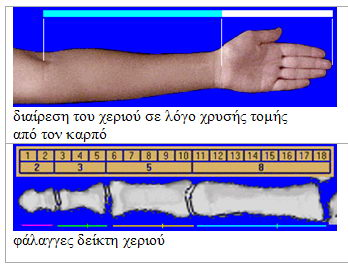 διαίρεση του χεριού σε λόγο χρυσής τομής
από τον καρπό
1 2 3 4 5 6 7 8 9 10 11 12 13 14 15 16 17 18
2 3 5 8
φάλαγγες δείκτη χεριού